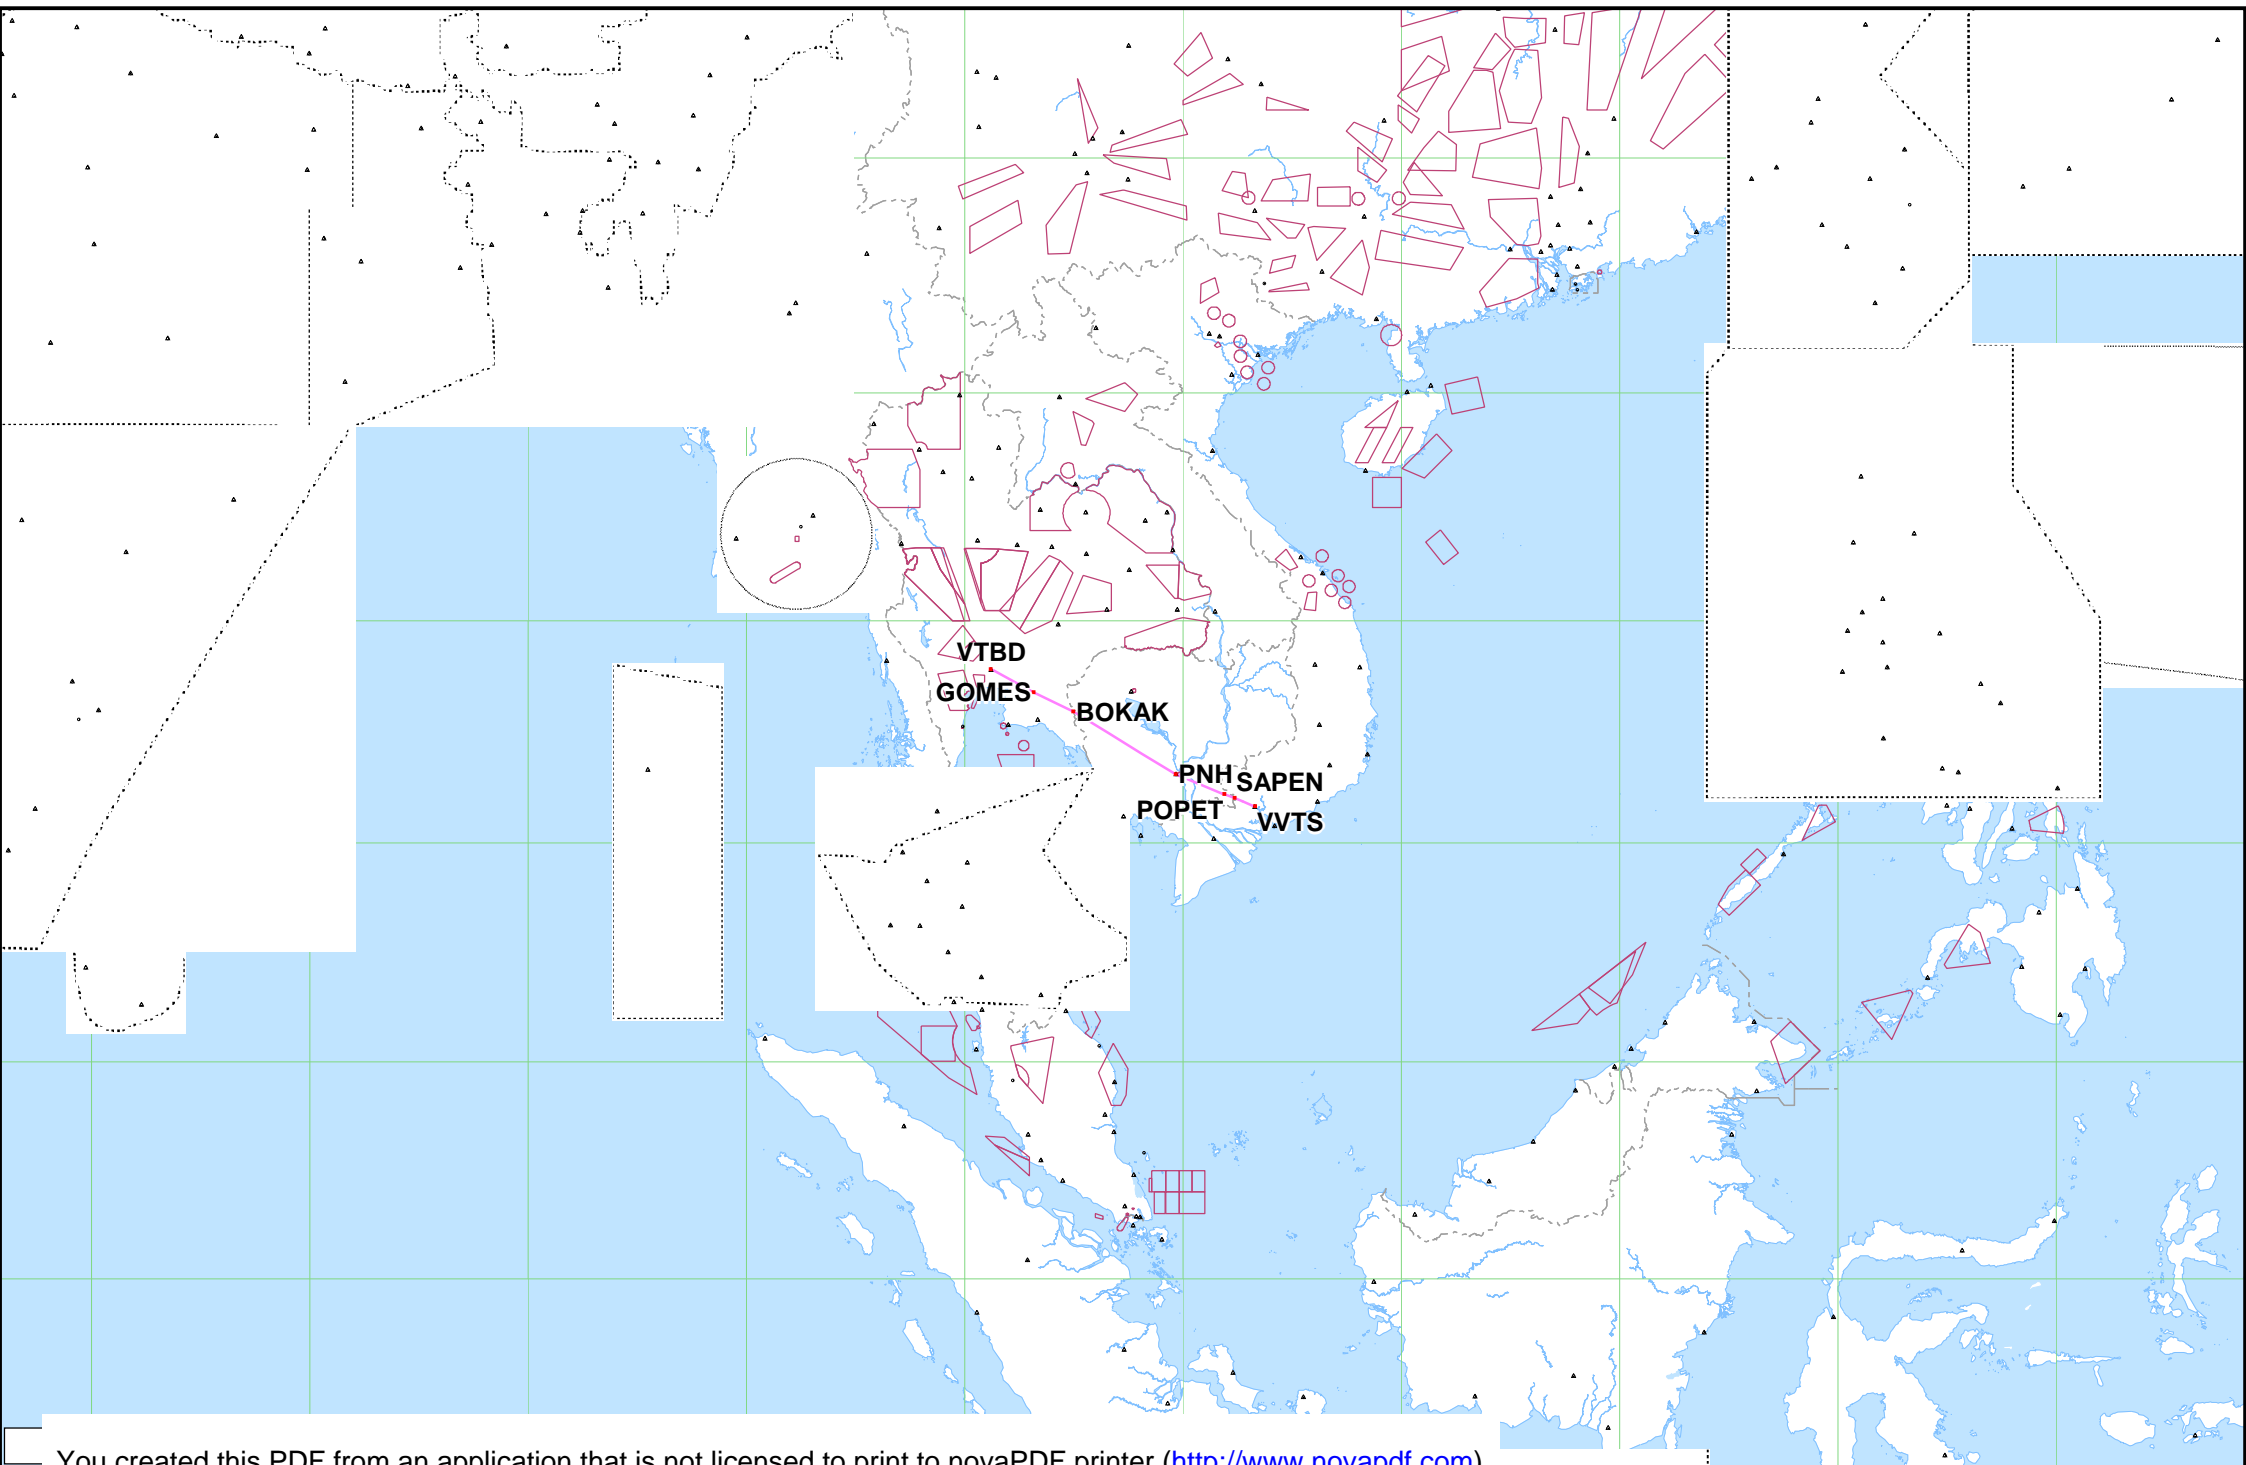 VTBD
GOMES
BOKAK
PNH
SAPEN
POPET
VVTS
You created this PDF from an application that is not licensed to print to novaPDF printer (http://www.novapdf.com)